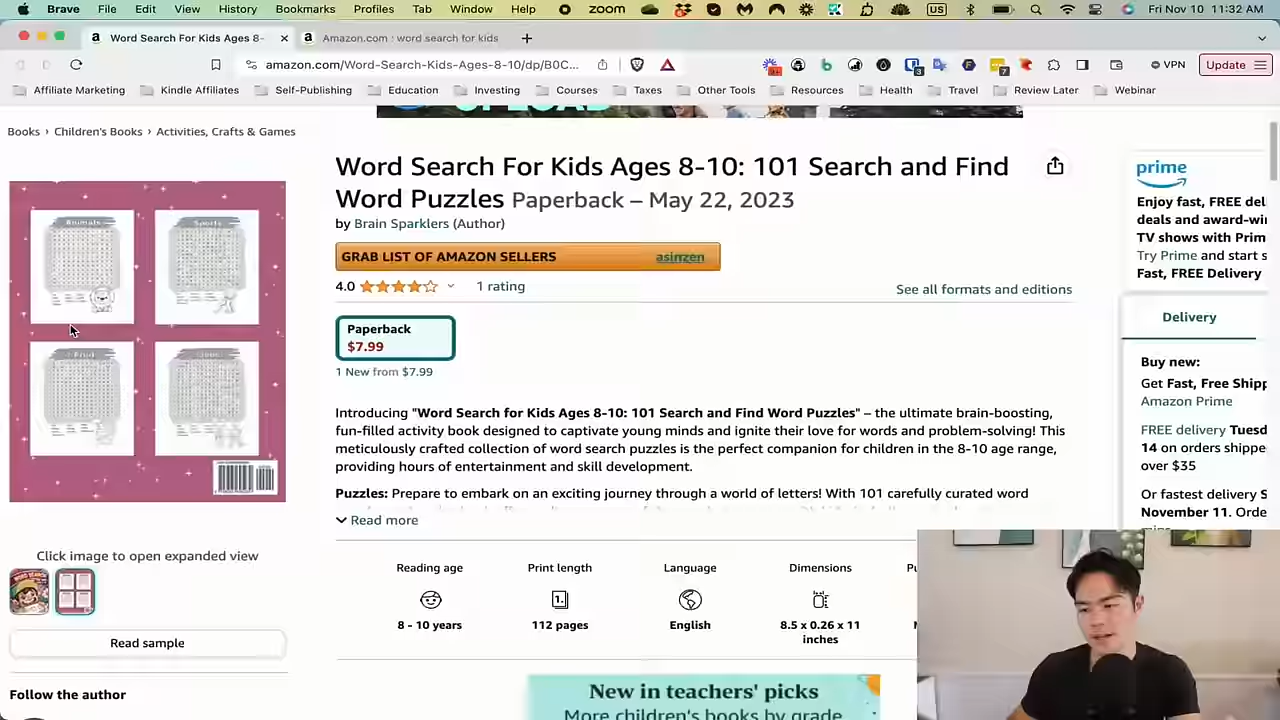 Brave File Edit View History Bookmarks Profiles Tab Window Help zoom US Fri Nov 10 11:32 AM
Word Search For Kids Ages 8- Amazon.com : word search for kids
amazon.com/Word-Search-Kids-Ages-8-10/dp/B0C... VPN Update
Affiliate Marketing Kindle Affiliates Self-Publishing Education Investing Courses Taxes Other Tools Resources Health Travel Review Later Webinar
Books › Children's Books › Activities, Crafts & Games
Word Search For Kids Ages 8-10: 101 Search and Find
Word Puzzles Paperback – May 22, 2023
by Brain Sparklers (Author)
GRAB LIST OF AMAZON SELLERS asinzen
4.0 1 rating See all formats and editions
Paperback
$7.99
1 New from $7.99
Introducing "Word Search for Kids Ages 8-10: 101 Search and Find Word Puzzles" – the ultimate brain-boosting,
fun-filled activity book designed to captivate young minds and ignite their love for words and problem-solving! This
meticulously crafted collection of word search puzzles is the perfect companion for children in the 8-10 age range,
providing hours of entertainment and skill development.
Puzzles: Prepare to embark on an exciting journey through a world of letters! With 101 carefully curated word
Read more
Reading age Print length Language Dimensions
8 - 10 years 112 pages English 8.5 x 0.26 x 11
inches
New in teachers' picks
More children's books by grade
Animals Sports
Click image to open expanded view
Read sample
Follow the author
prime
Enjoy fast, FREE del
deals and award-wi
TV shows with Prim
Try Prime and start s
Fast, FREE Delivery
Delivery
Buy new:
Get Fast, Free Shipp
Amazon Prime
FREE delivery Tuesd
14 on orders shippe
over $35
Or fastest delivery S
November 11. Orde